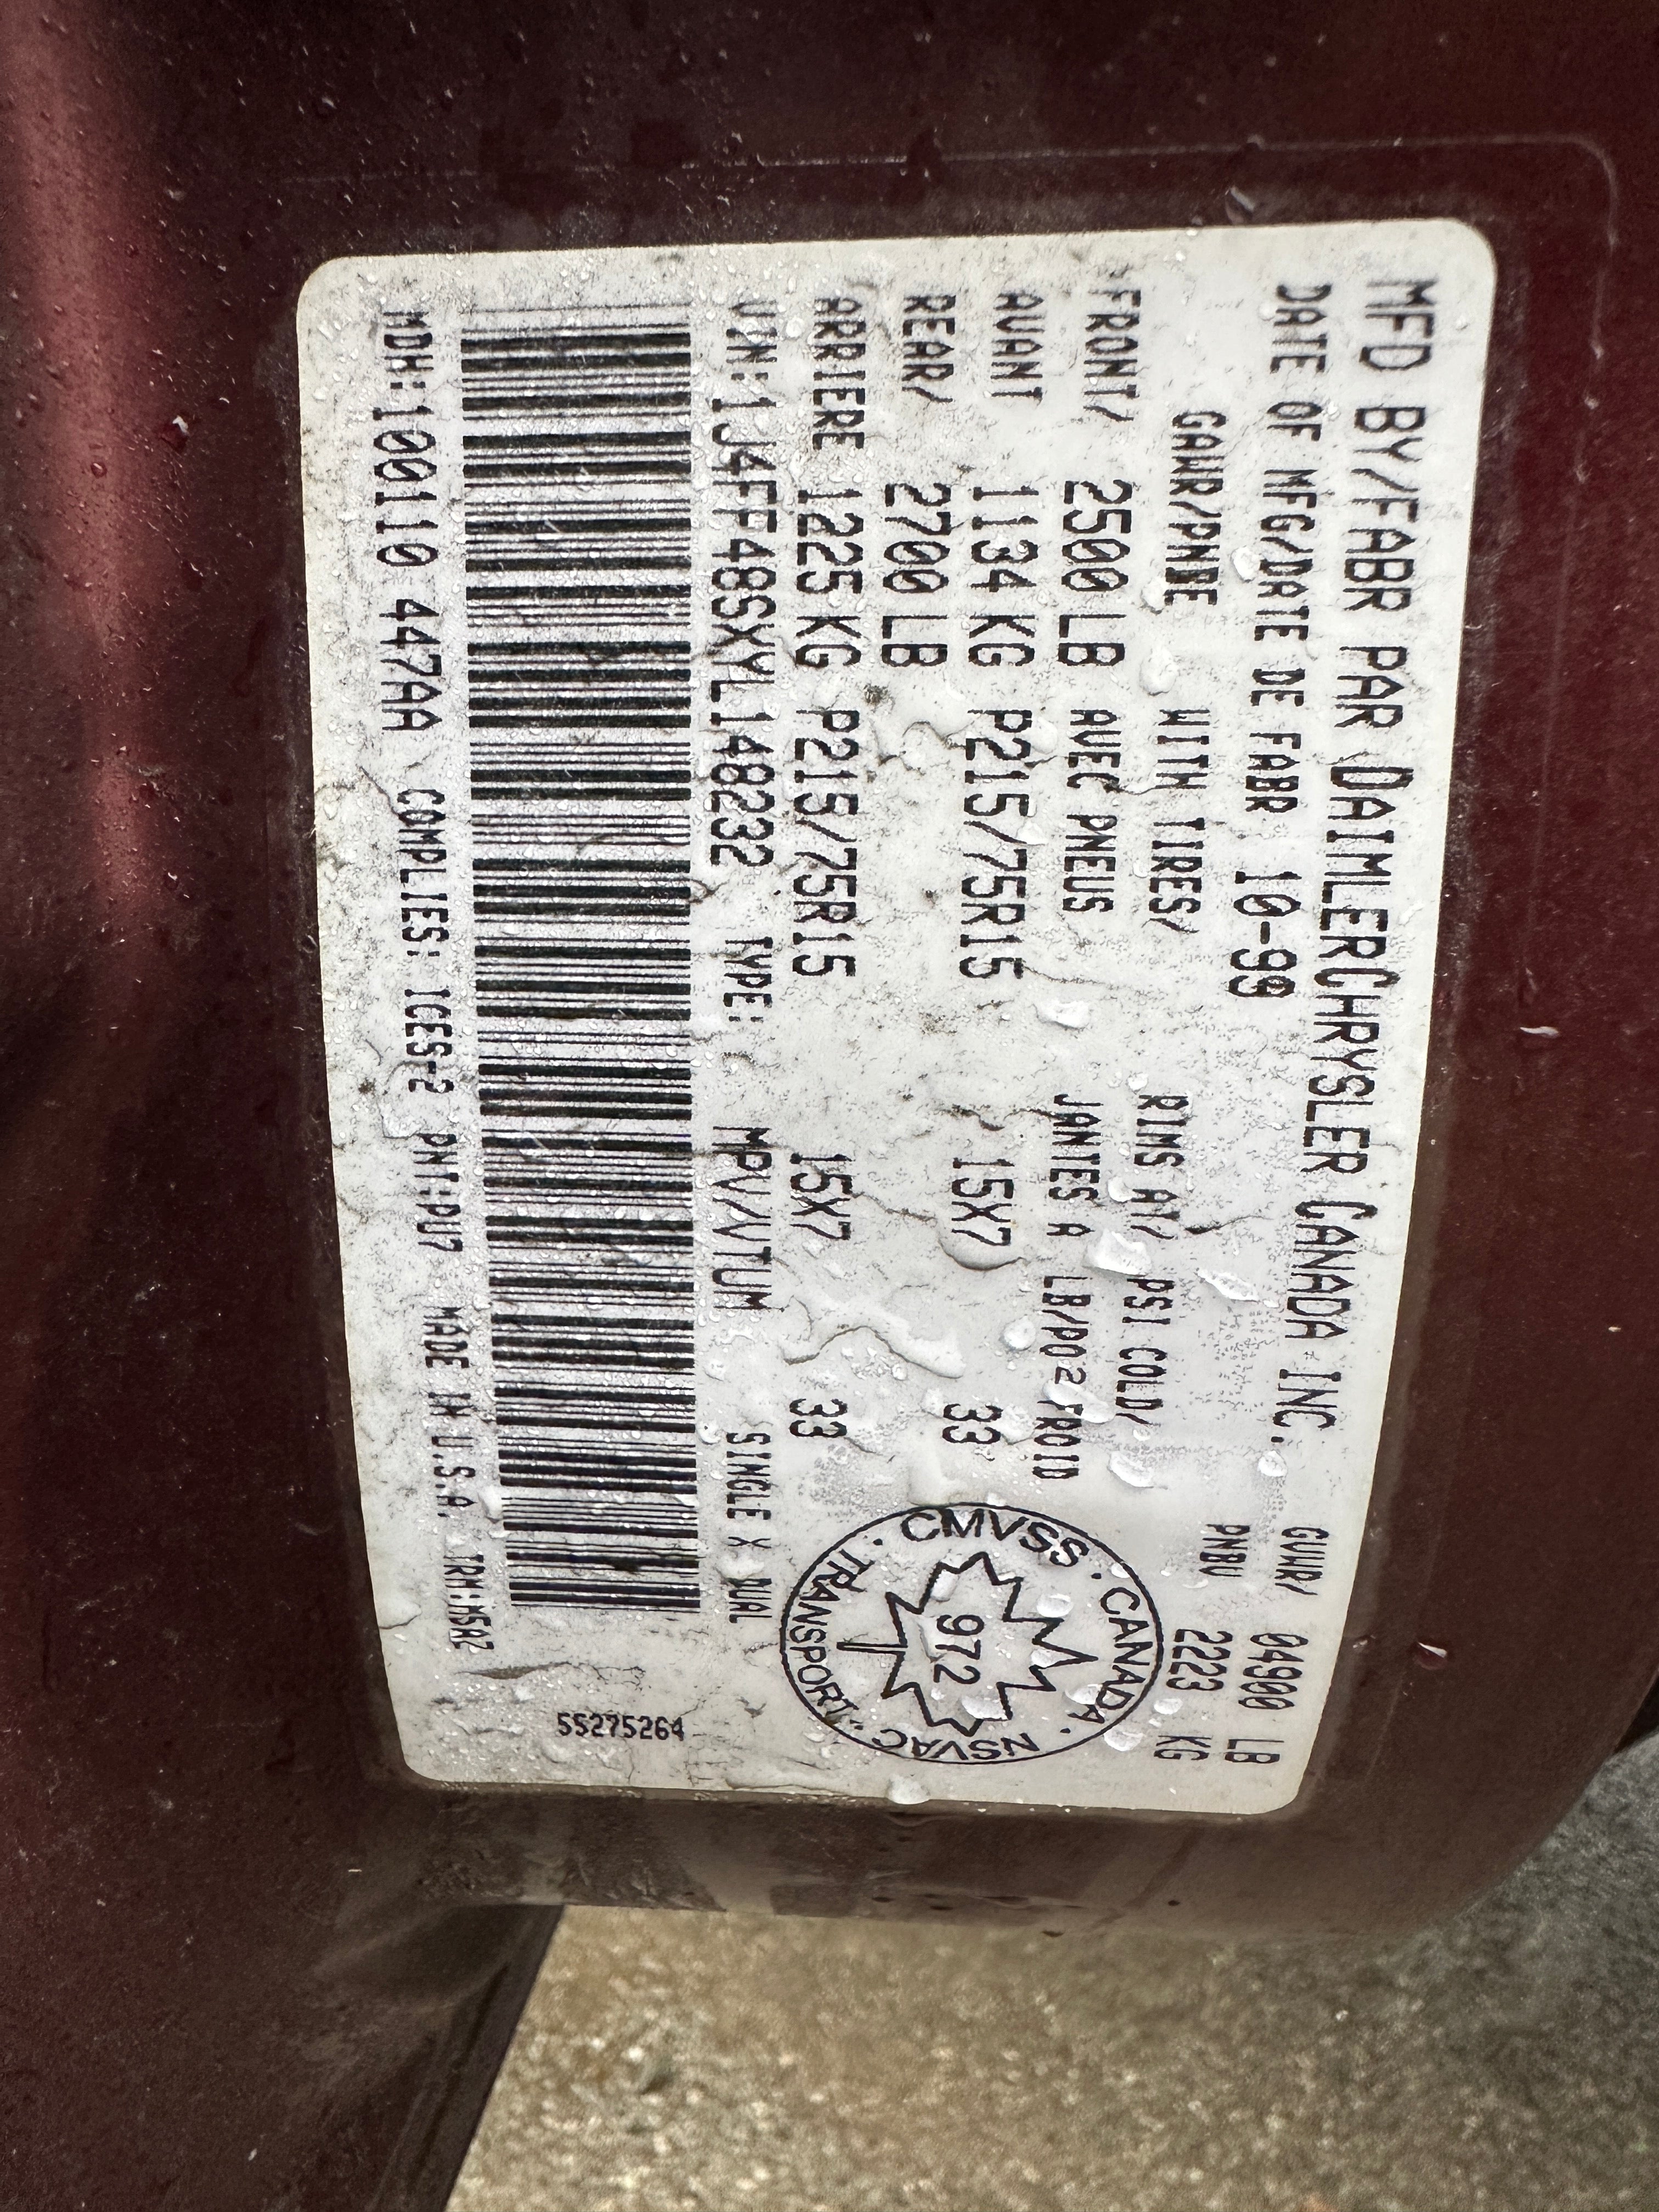 MFD BY/FABR PAR DAIMLERCHRYSLER CANADA INC.
DATE OF MFG/DATE DE FABR 10-99
GVWR/ 04900 LB
PNBV 2223 KG
GAWR/PNBE WITH TIRES/ RIMS AT/ PSI COLD/
FRONT/ 2500 LB AVEC PNEUS JANTES A LB/PO2 FROID
AVANT 1134 KG P215/75R15 15X7 33
REAR/ 2700 LB
ARRIERE 1225 KG P215/75R15 15X7 33
VIN:1J4FF48SXYL148232 TYPE: MPV/VTUM SINGLE X DUAL
CMVSS . CANADA . NSVAC . TRANSPORT .
972
MDH:100110 447AA COMPLIES: ICES-2 PNT:PV7 MADE IN U.S.A. TRM:M5AZ
55275264